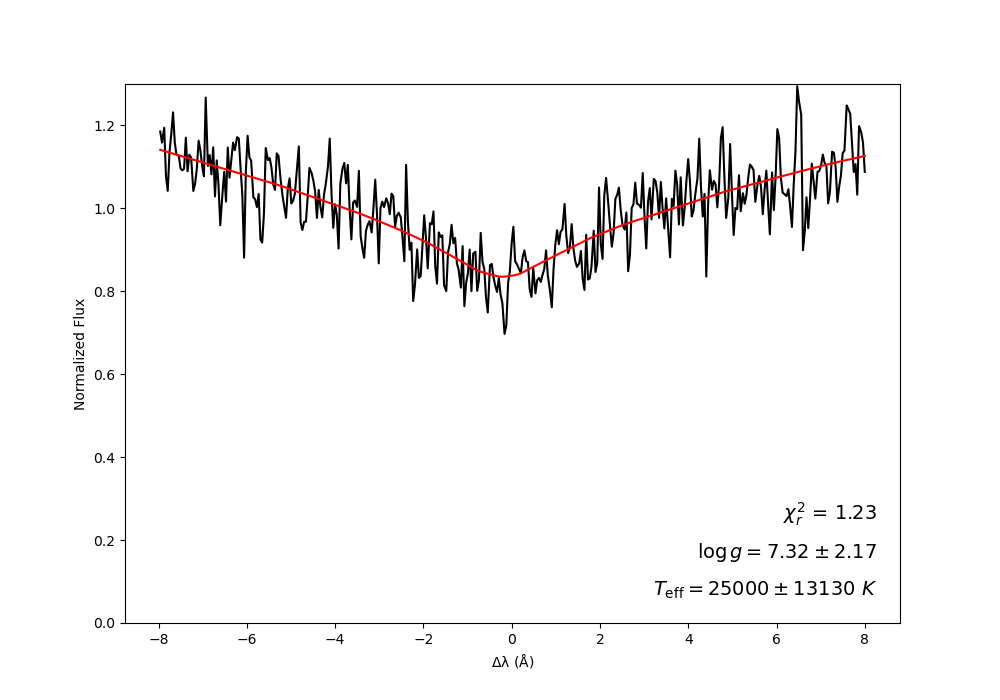 1.2
1.0
0.8
0.6
0.4
0.2
0.0
Normalized Flux
χ²ᵣ = 1.23
log g = 7.32 ± 2.17
T_eff = 25000 ± 13130 K
−8 −6 −4 −2 0 2 4 6 8
Δλ (Å)